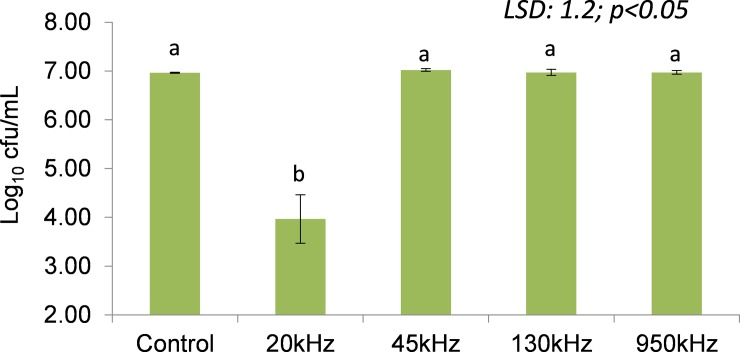 LSD: 1.2; p<0.05
8.00
7.00
6.00
5.00
4.00
3.00
2.00
Log10 cfu/mL
a
b
a
a
a
Control 20kHz 45kHz 130kHz 950kHz